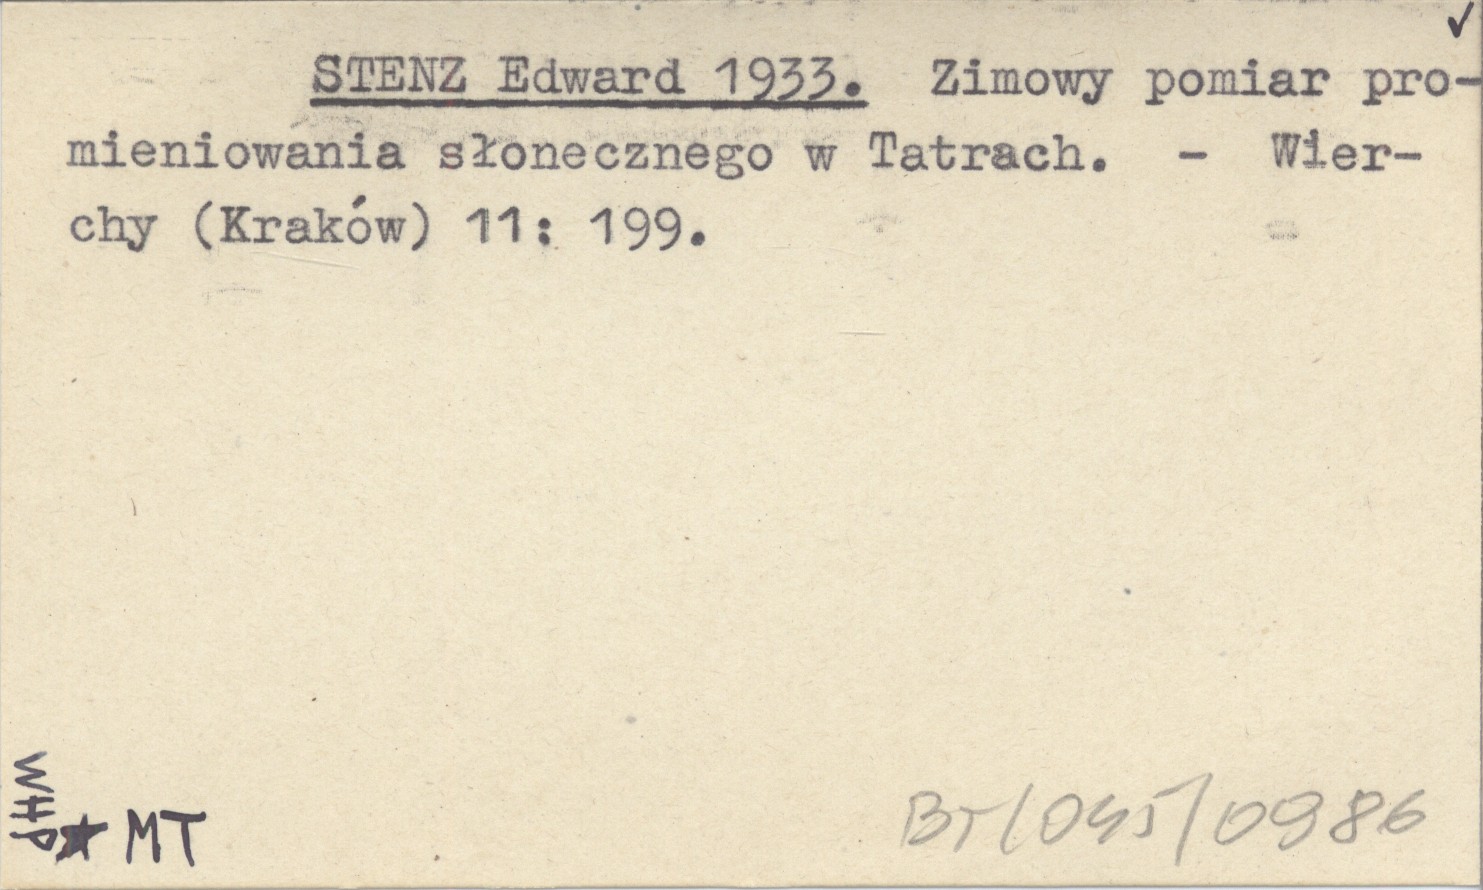 STENZ Edward 1933. Zimowy pomiar pro-
mieniowania słonecznego w Tatrach. - Wier-
chy (Kraków) 11: 199.
WHP
MT
BT/045/0986